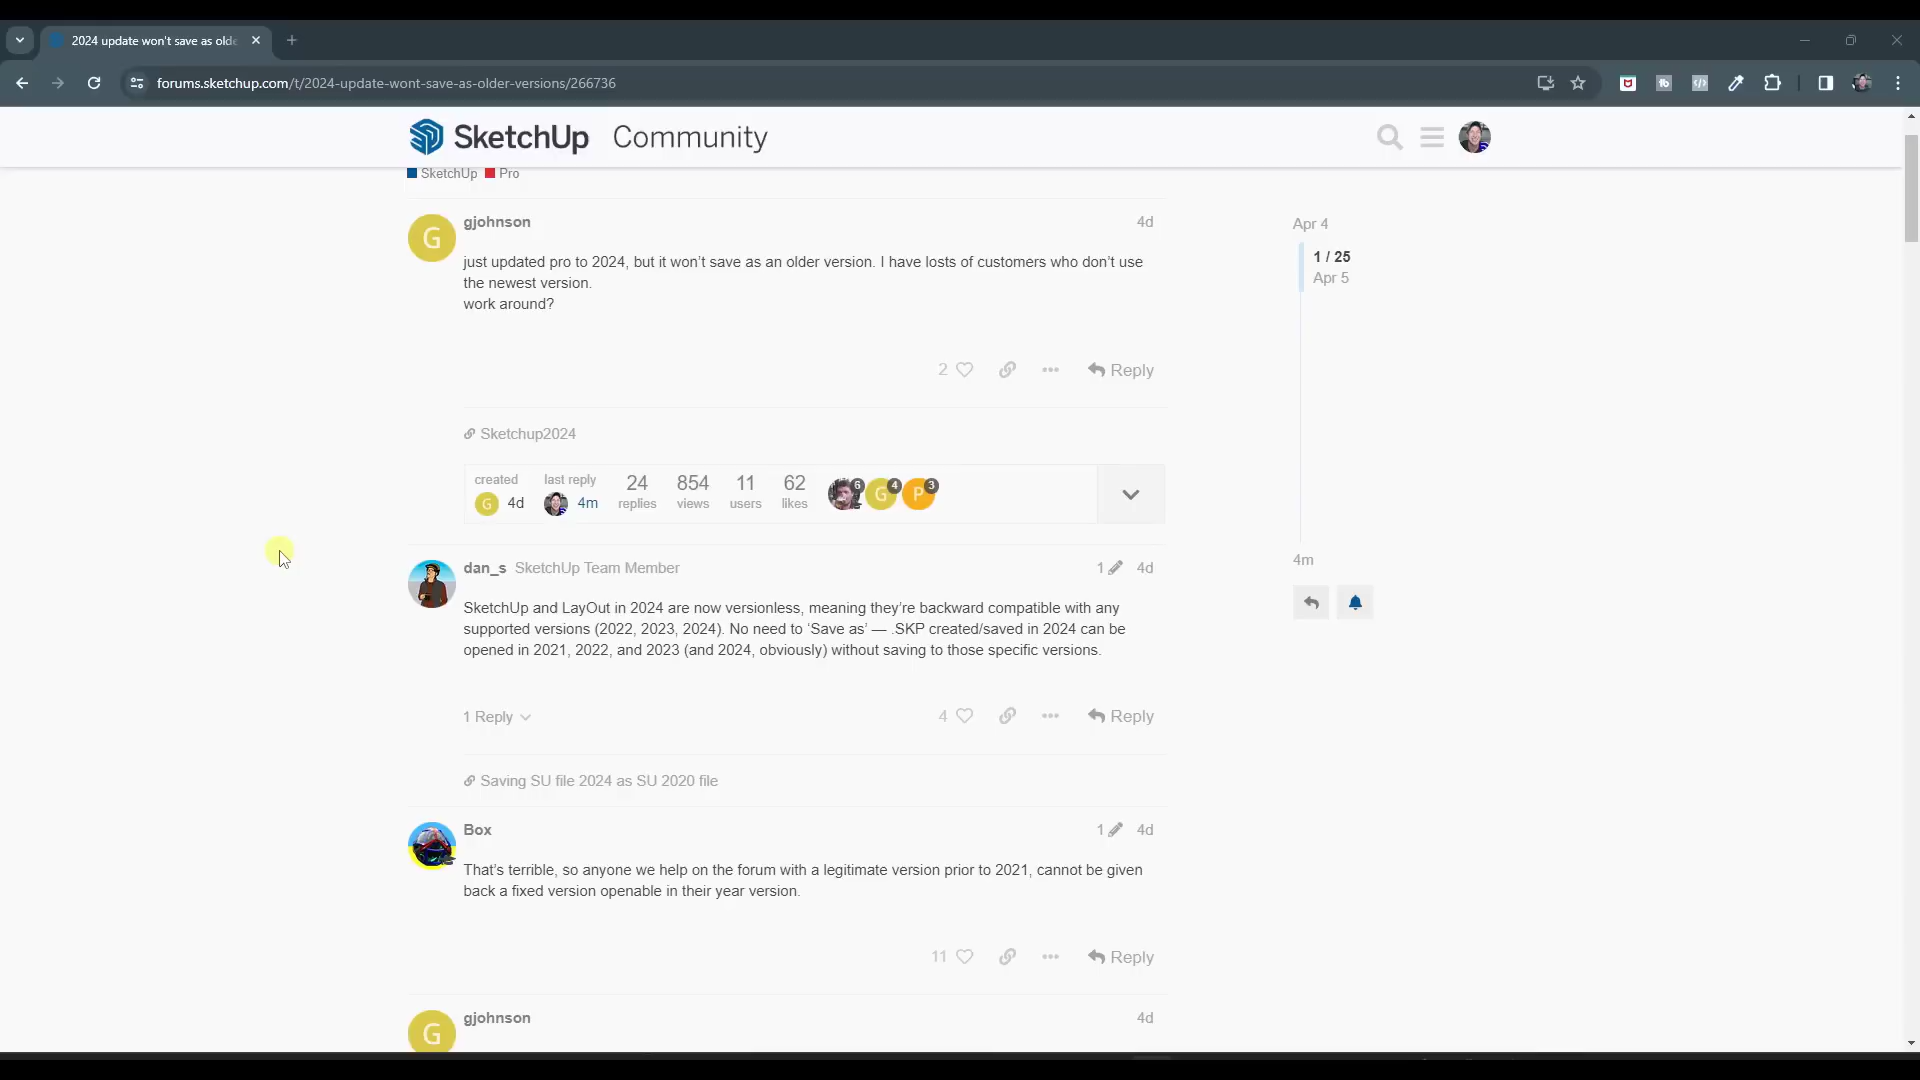 2024 update won't save as olde
forums.sketchup.com/t/2024-update-wont-save-as-older-versions/266736
SketchUp Community
SketchUp Pro
gjohnson 4d
G
just updated pro to 2024, but it won’t save as an older version. I have losts of customers who don’t use
the newest version.
work around?
2 Reply
Apr 4
1 / 25
Apr 5
4m
Sketchup2024
created last reply 24 854 11 62 6 4 3
G 4d 4m replies views users likes G P
dan_s SketchUp Team Member 1 4d
SketchUp and LayOut in 2024 are now versionless, meaning they’re backward compatible with any
supported versions (2022, 2023, 2024). No need to ‘Save as’ — .SKP created/saved in 2024 can be
opened in 2021, 2022, and 2023 (and 2024, obviously) without saving to those specific versions.
1 Reply 4 Reply
Saving SU file 2024 as SU 2020 file
Box 1 4d
That’s terrible, so anyone we help on the forum with a legitimate version prior to 2021, cannot be given
back a fixed version openable in their year version.
11 Reply
gjohnson 4d
G